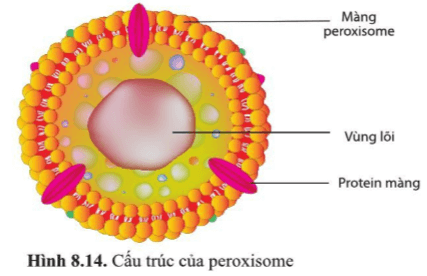 Màng
peroxisome
Vùng lõi
Protein màng
Hình 8.14. Cấu trúc của peroxisome